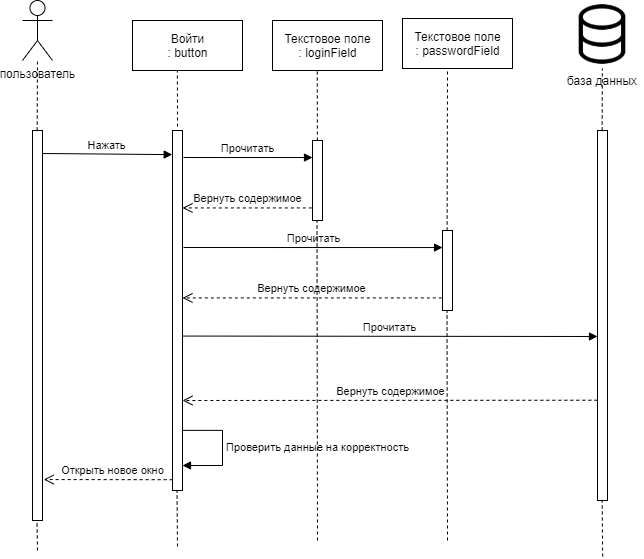 Войти
: button
Текстовое поле
: loginField
Текстовое поле
: passwordField
пользователь
база данных
Нажать
Прочитать
Вернуть содержимое
Прочитать
Вернуть содержимое
Прочитать
Вернуть содержимое
Проверить данные на корректность
Открыть новое окно